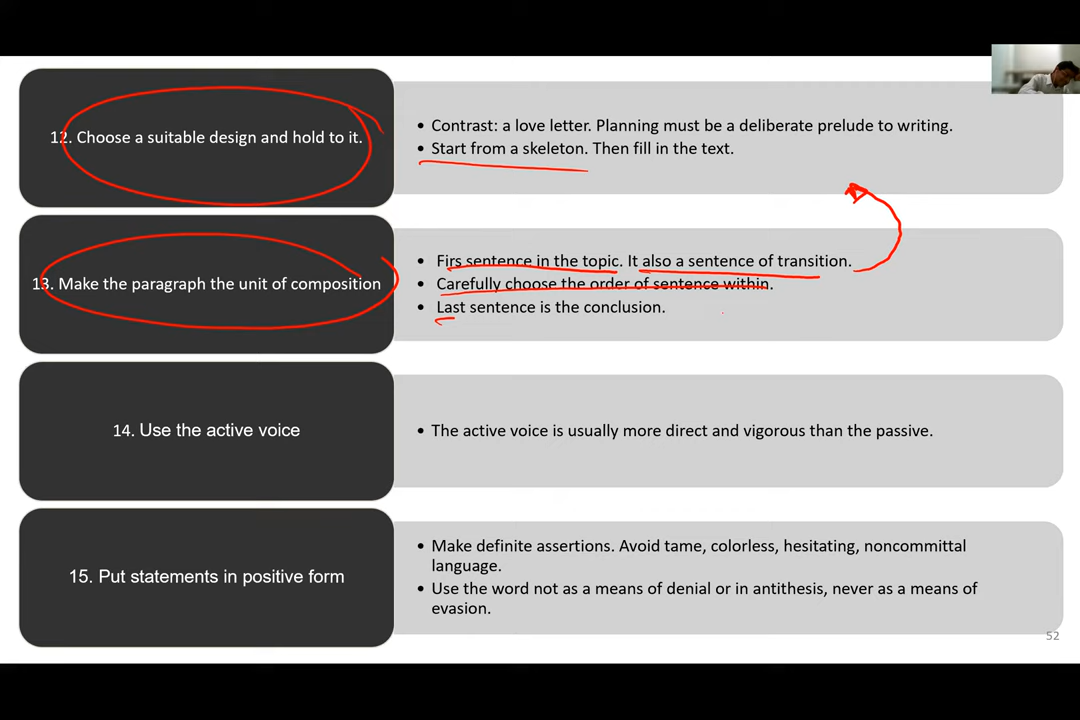 12. Choose a suitable design and hold to it.
• Contrast: a love letter. Planning must be a deliberate prelude to writing.
• Start from a skeleton. Then fill in the text.
13. Make the paragraph the unit of composition
• Firs sentence in the topic. It also a sentence of transition.
• Carefully choose the order of sentence within.
• Last sentence is the conclusion.
14. Use the active voice
• The active voice is usually more direct and vigorous than the passive.
15. Put statements in positive form
• Make definite assertions. Avoid tame, colorless, hesitating, noncommittal
language.
• Use the word not as a means of denial or in antithesis, never as a means of
evasion.
52